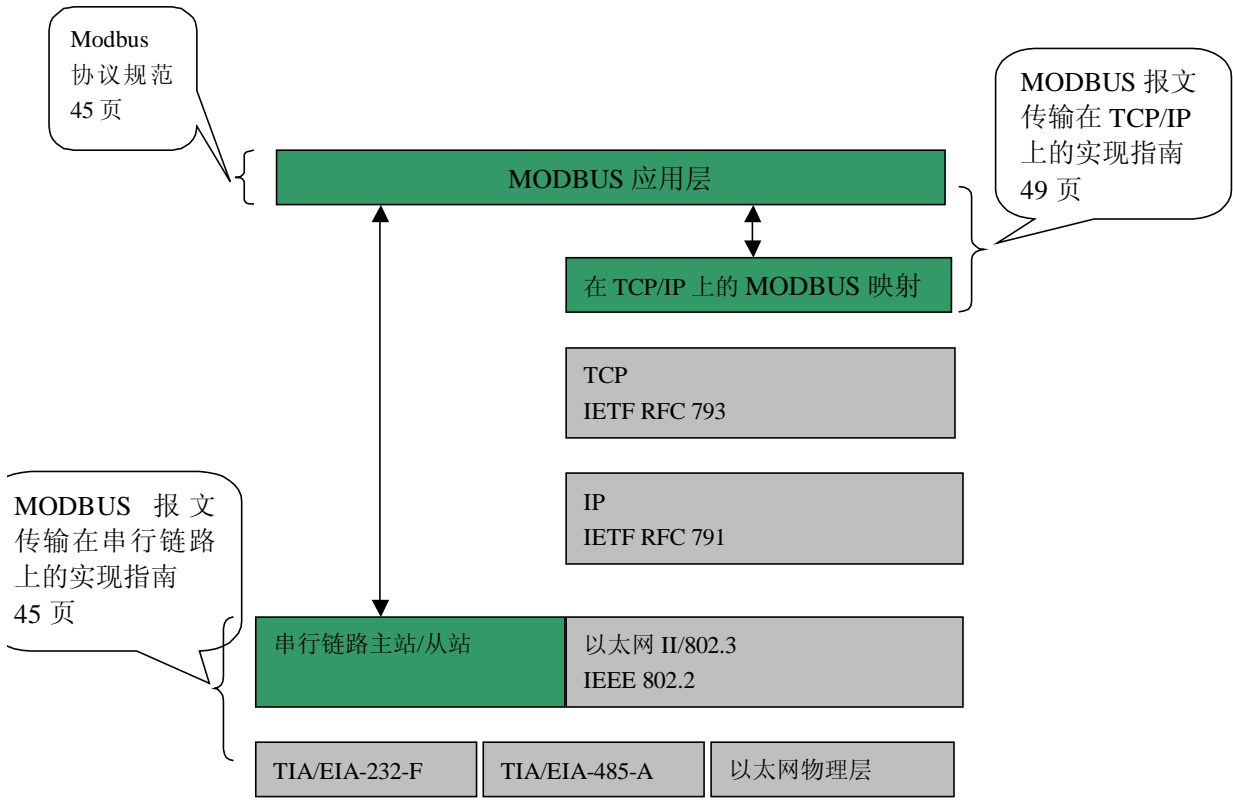 Modbus
协议规范
45 页
MODBUS 报文
传输在 TCP/IP
上的实现指南
49 页
MODBUS 应用层
在 TCP/IP 上的 MODBUS 映射
TCP
IETF RFC 793
IP
IETF RFC 791
MODBUS 报文
传输在串行链路
上的实现指南
45 页
串行链路主站/从站
以太网 II/802.3
IEEE 802.2
TIA/EIA-232-F
TIA/EIA-485-A
以太网物理层